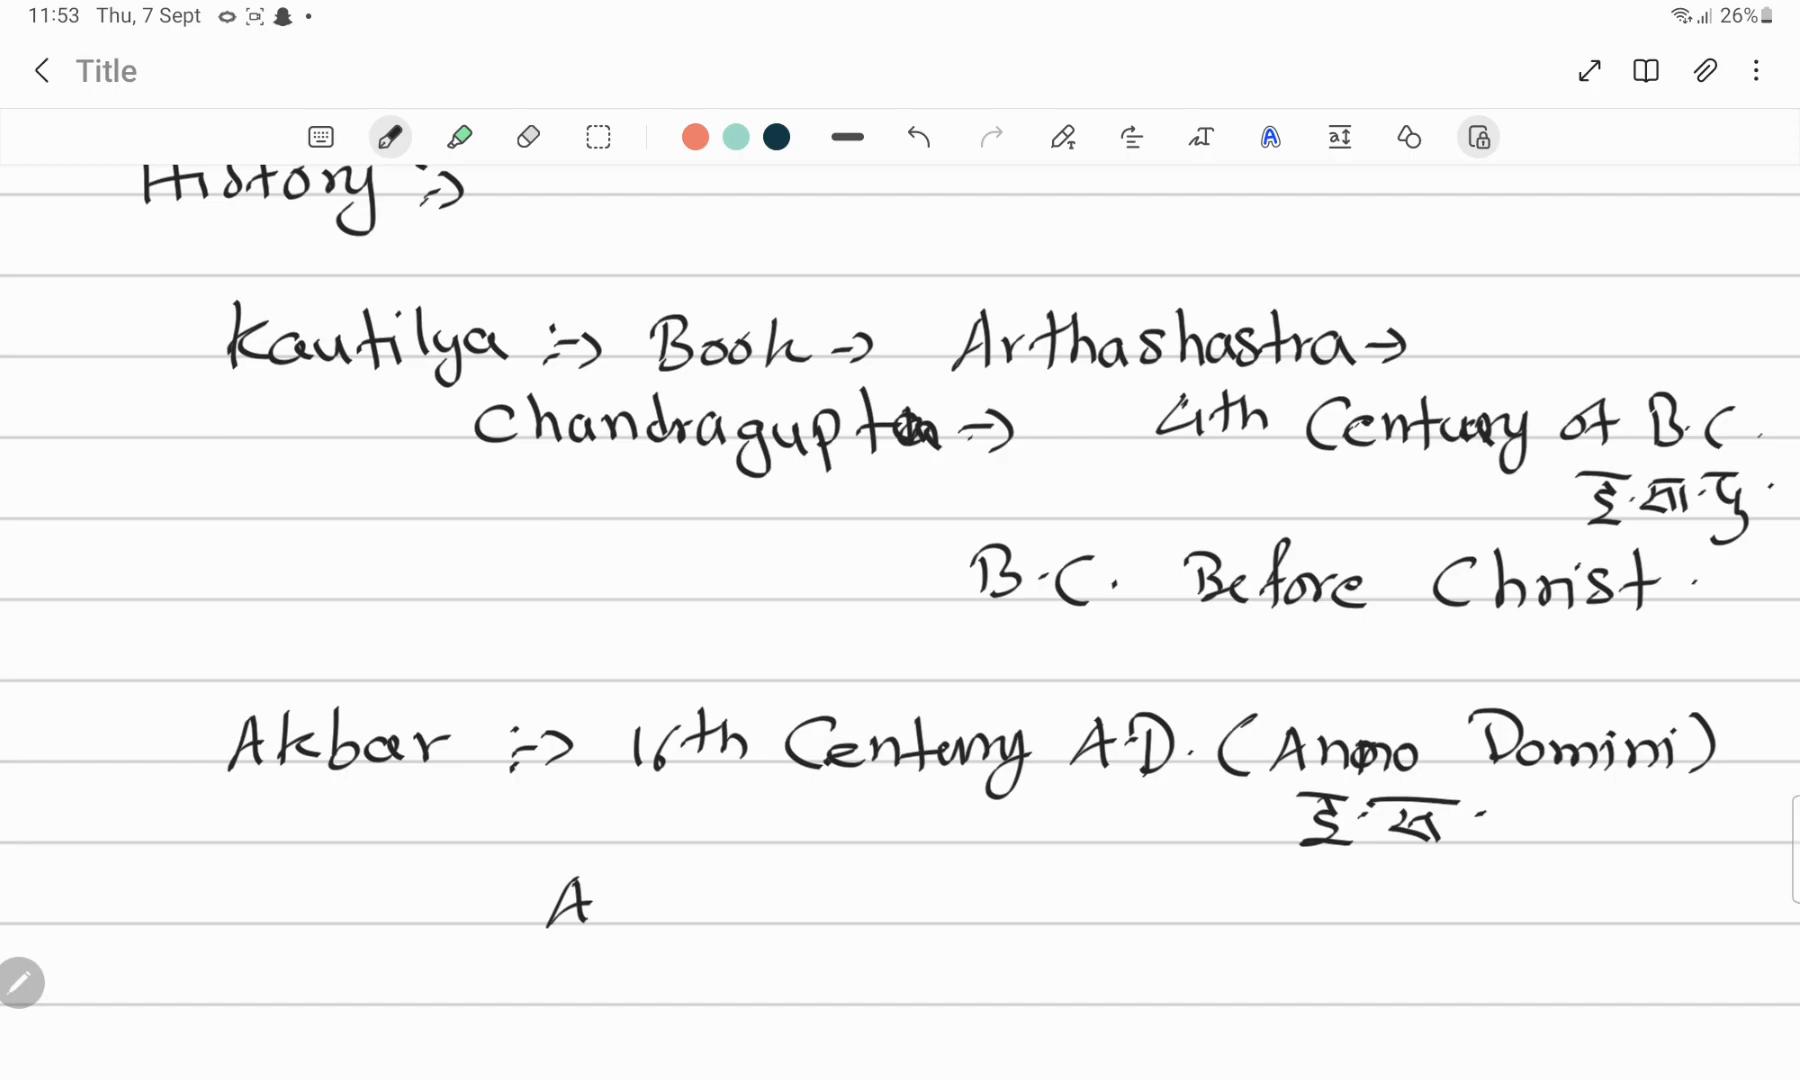 11:53 Thu, 7 Sept 26%
Title
History :->
Kautilya :-> Book -> Arthashastra ->
Chandragupta -> 4th Century of B.C.
B.C. Before Christ.
Akbar :-> 16th Century A.D. (Anno Domini)
A